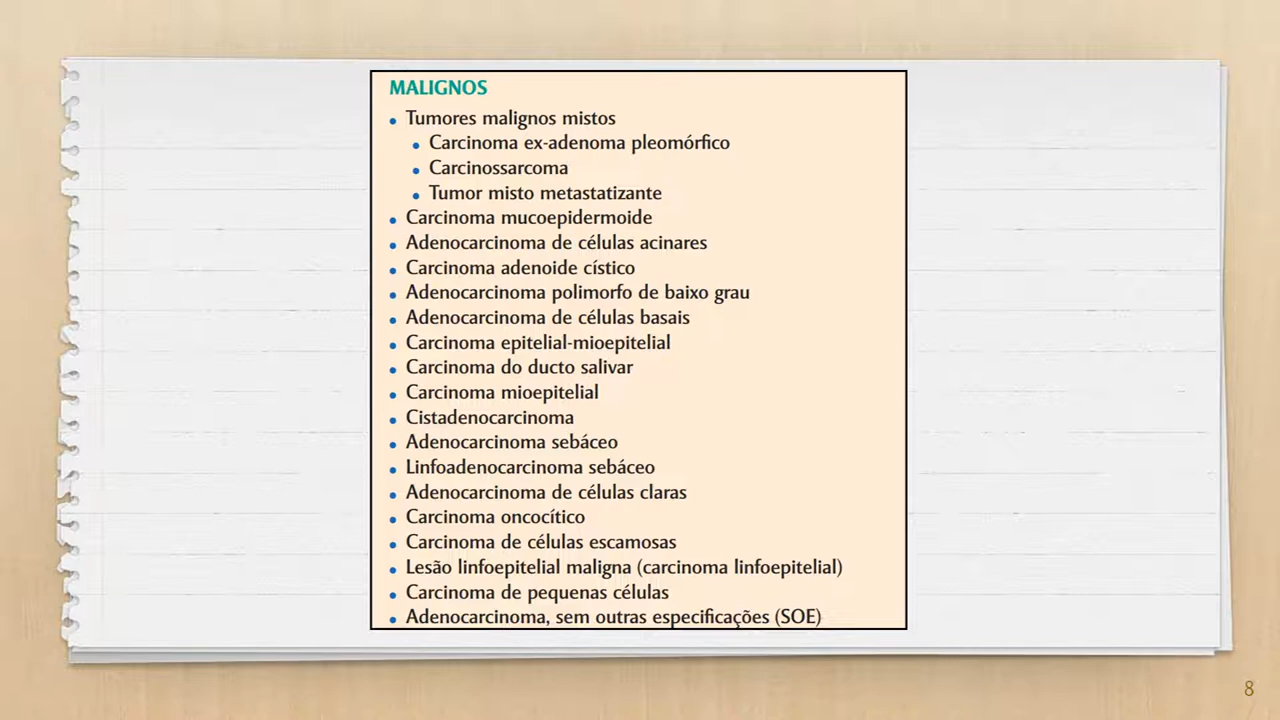 MALIGNOS
• Tumores malignos mistos
• Carcinoma ex-adenoma pleomórfico
• Carcinossarcoma
• Tumor misto metastatizante
• Carcinoma mucoepidermoide
• Adenocarcinoma de células acinares
• Carcinoma adenoide cístico
• Adenocarcinoma polimorfo de baixo grau
• Adenocarcinoma de células basais
• Carcinoma epitelial-mioepitelial
• Carcinoma do ducto salivar
• Carcinoma mioepitelial
• Cistadenocarcinoma
• Adenocarcinoma sebáceo
• Linfoadenocarcinoma sebáceo
• Adenocarcinoma de células claras
• Carcinoma oncocítico
• Carcinoma de células escamosas
• Lesão linfoepitelial maligna (carcinoma linfoepitelial)
• Carcinoma de pequenas células
• Adenocarcinoma, sem outras especificações (SOE)
8